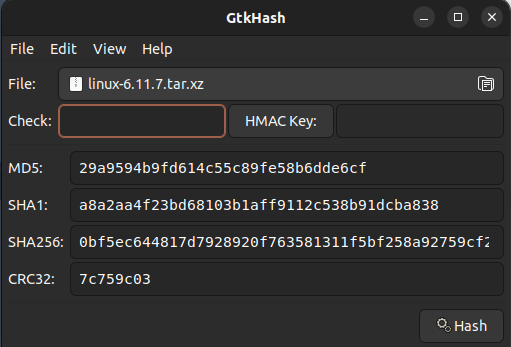 GtkHash
File Edit View Help
File: linux-6.11.7.tar.xz
Check: HMAC Key:
MD5: 29a9594b9fd614c55c89fe58b6dde6cf
SHA1: a8a2aa4f23bd68103b1aff9112c538b91dcba838
SHA256: 0bf5ec644817d7928920f763581311f5bf258a92759cf2
CRC32: 7c759c03
Hash